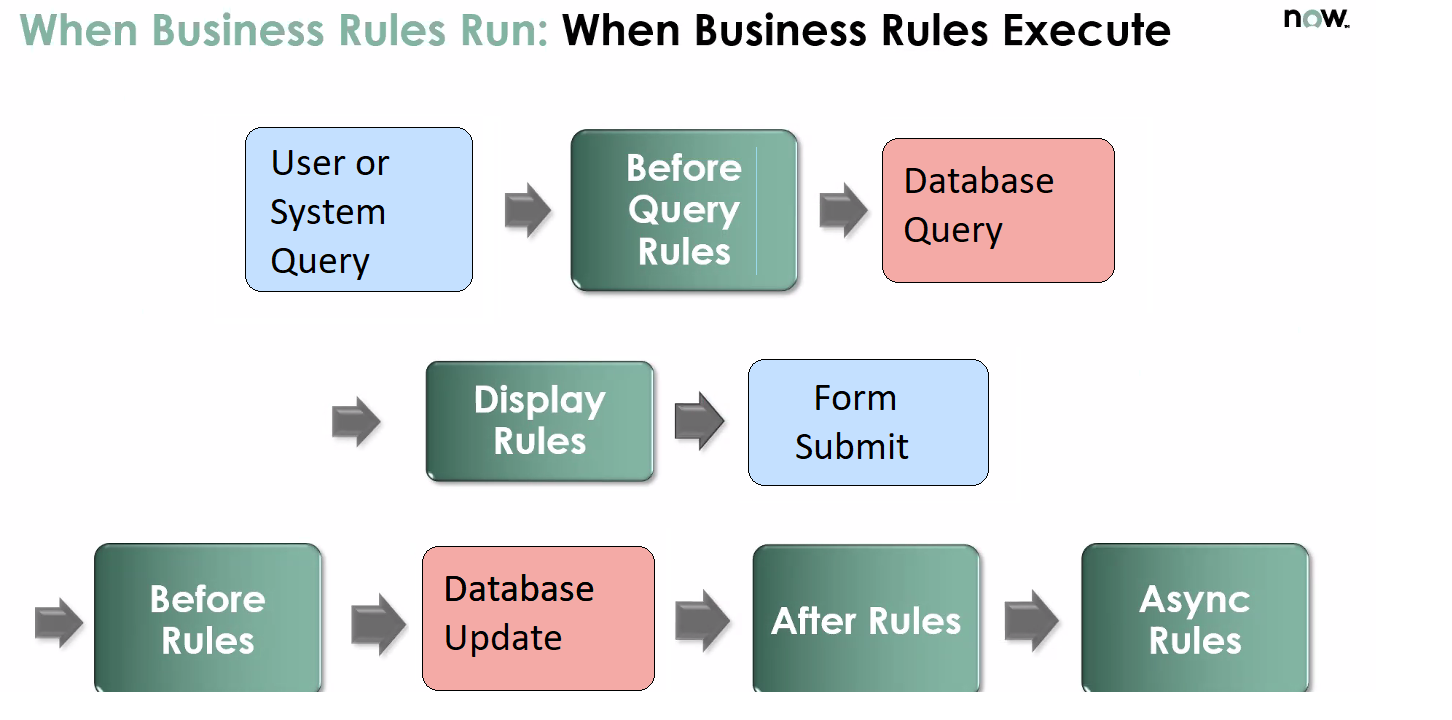 When Business Rules Run: When Business Rules Execute
now.
User or
System
Query
Before
Query
Rules
Database
Query
Display
Rules
Form
Submit
Before
Rules
Database
Update
After Rules
Async
Rules